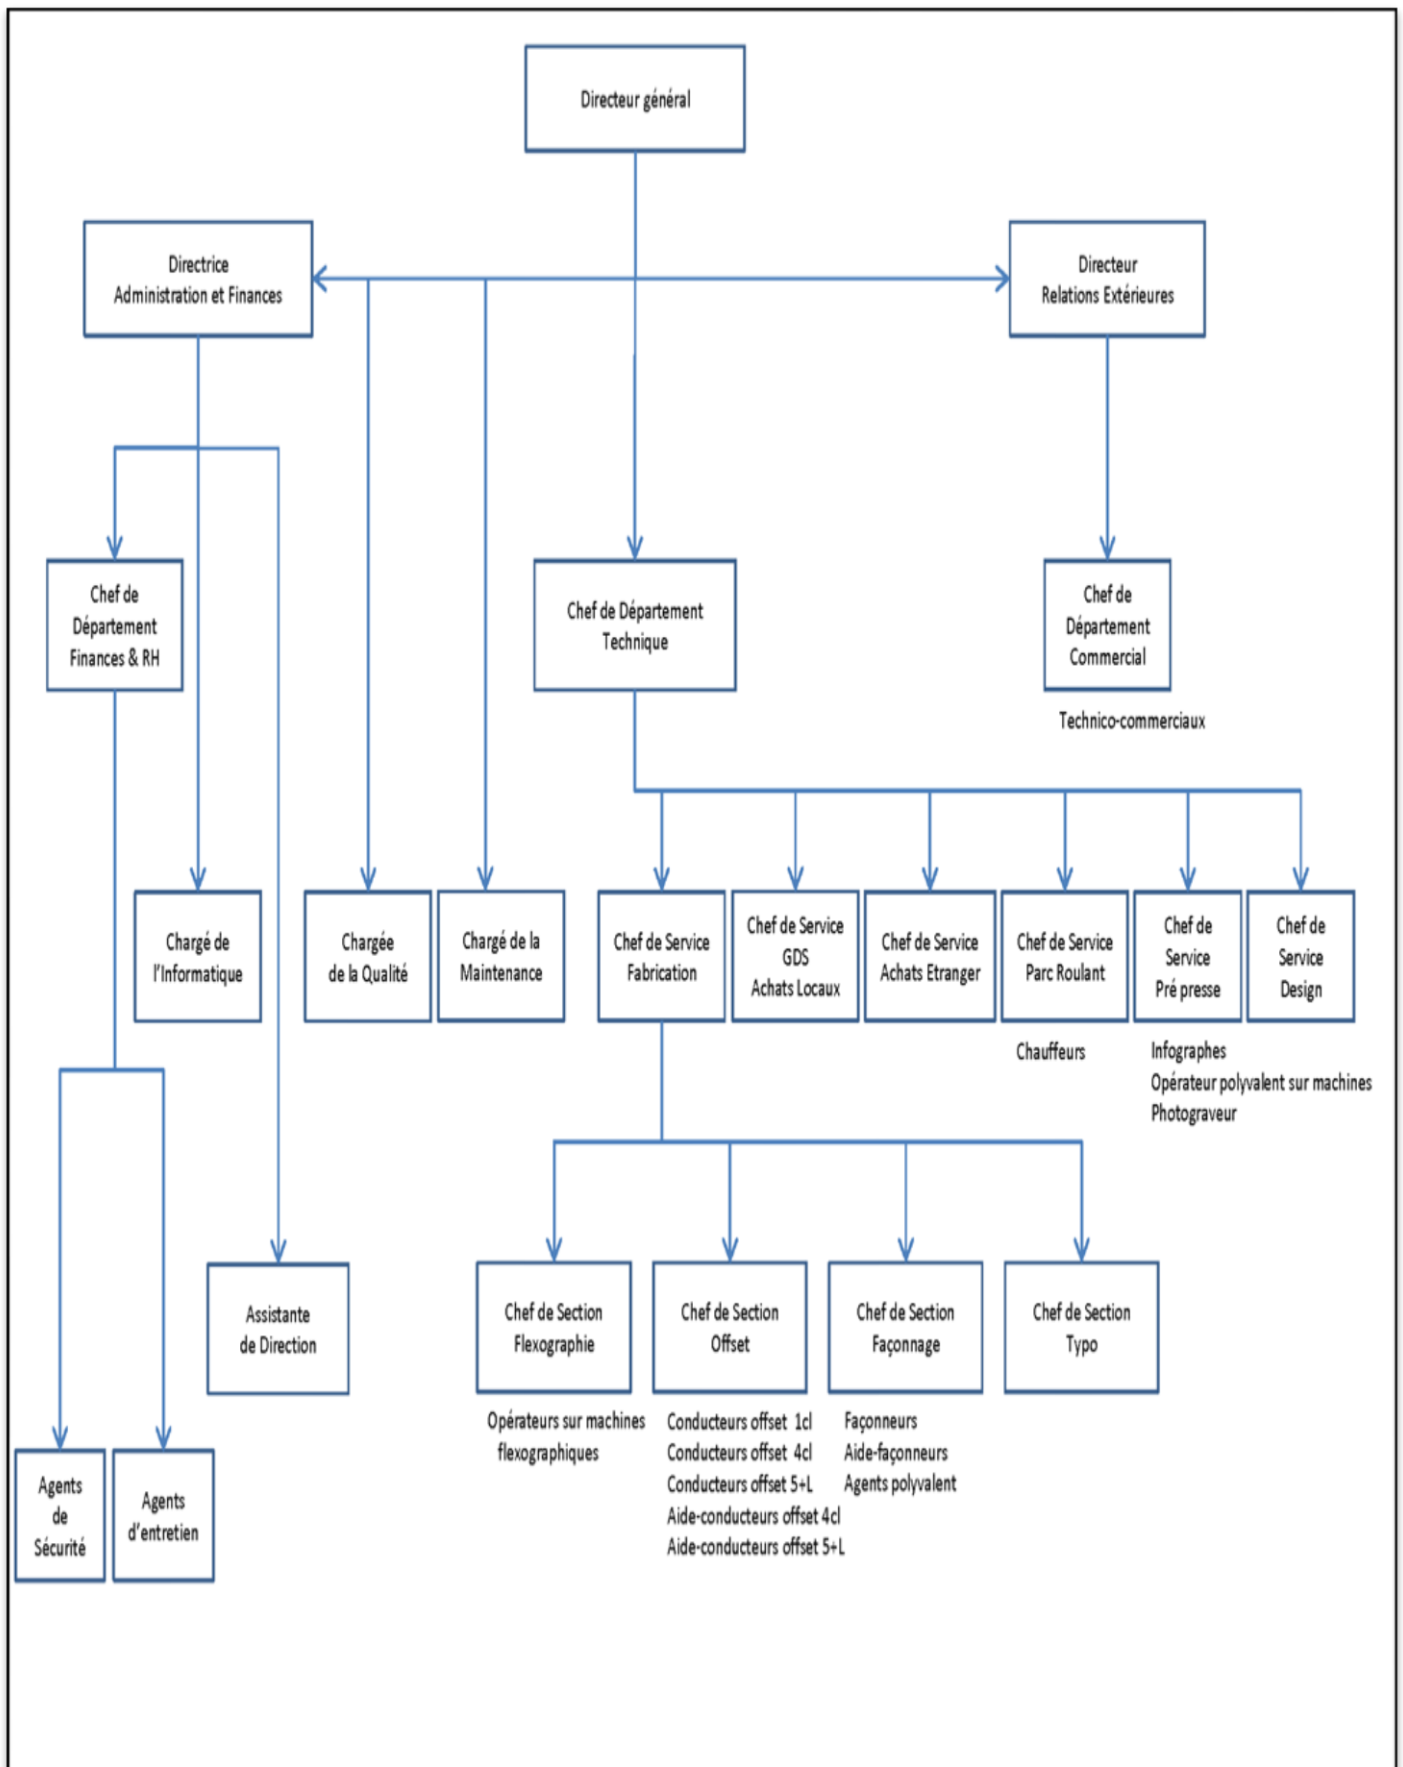 Directeur général
Directrice
Administration et Finances
Directeur
Relations Extérieures
Chef de
Département
Finances & RH
Chef de Département
Technique
Chef de
Département
Commercial
Technico-commerciaux
Chargé de
l'Informatique
Chargée
de la Qualité
Chargé de la
Maintenance
Chef de Service
Fabrication
Chef de Service
GDS
Achats Locaux
Chef de Service
Achats Etranger
Chef de Service
Parc Roulant
Chef de
Service
Pré presse
Chef de
Service
Design
Chauffeurs
Infographes
Opérateur polyvalent sur machines
Photograveur
Assistante
de Direction
Chef de Section
Flexographie
Chef de Section
Offset
Chef de Section
Façonnage
Chef de Section
Typo
Opérateurs sur machines
flexographiques
Conducteurs offset 1cl
Conducteurs offset 4cl
Conducteurs offset 5+L
Aide-conducteurs offset 4cl
Aide-conducteurs offset 5+L
Façonneurs
Aide-façonneurs
Agents polyvalent
Agents
de
Sécurité
Agents
d'entretien